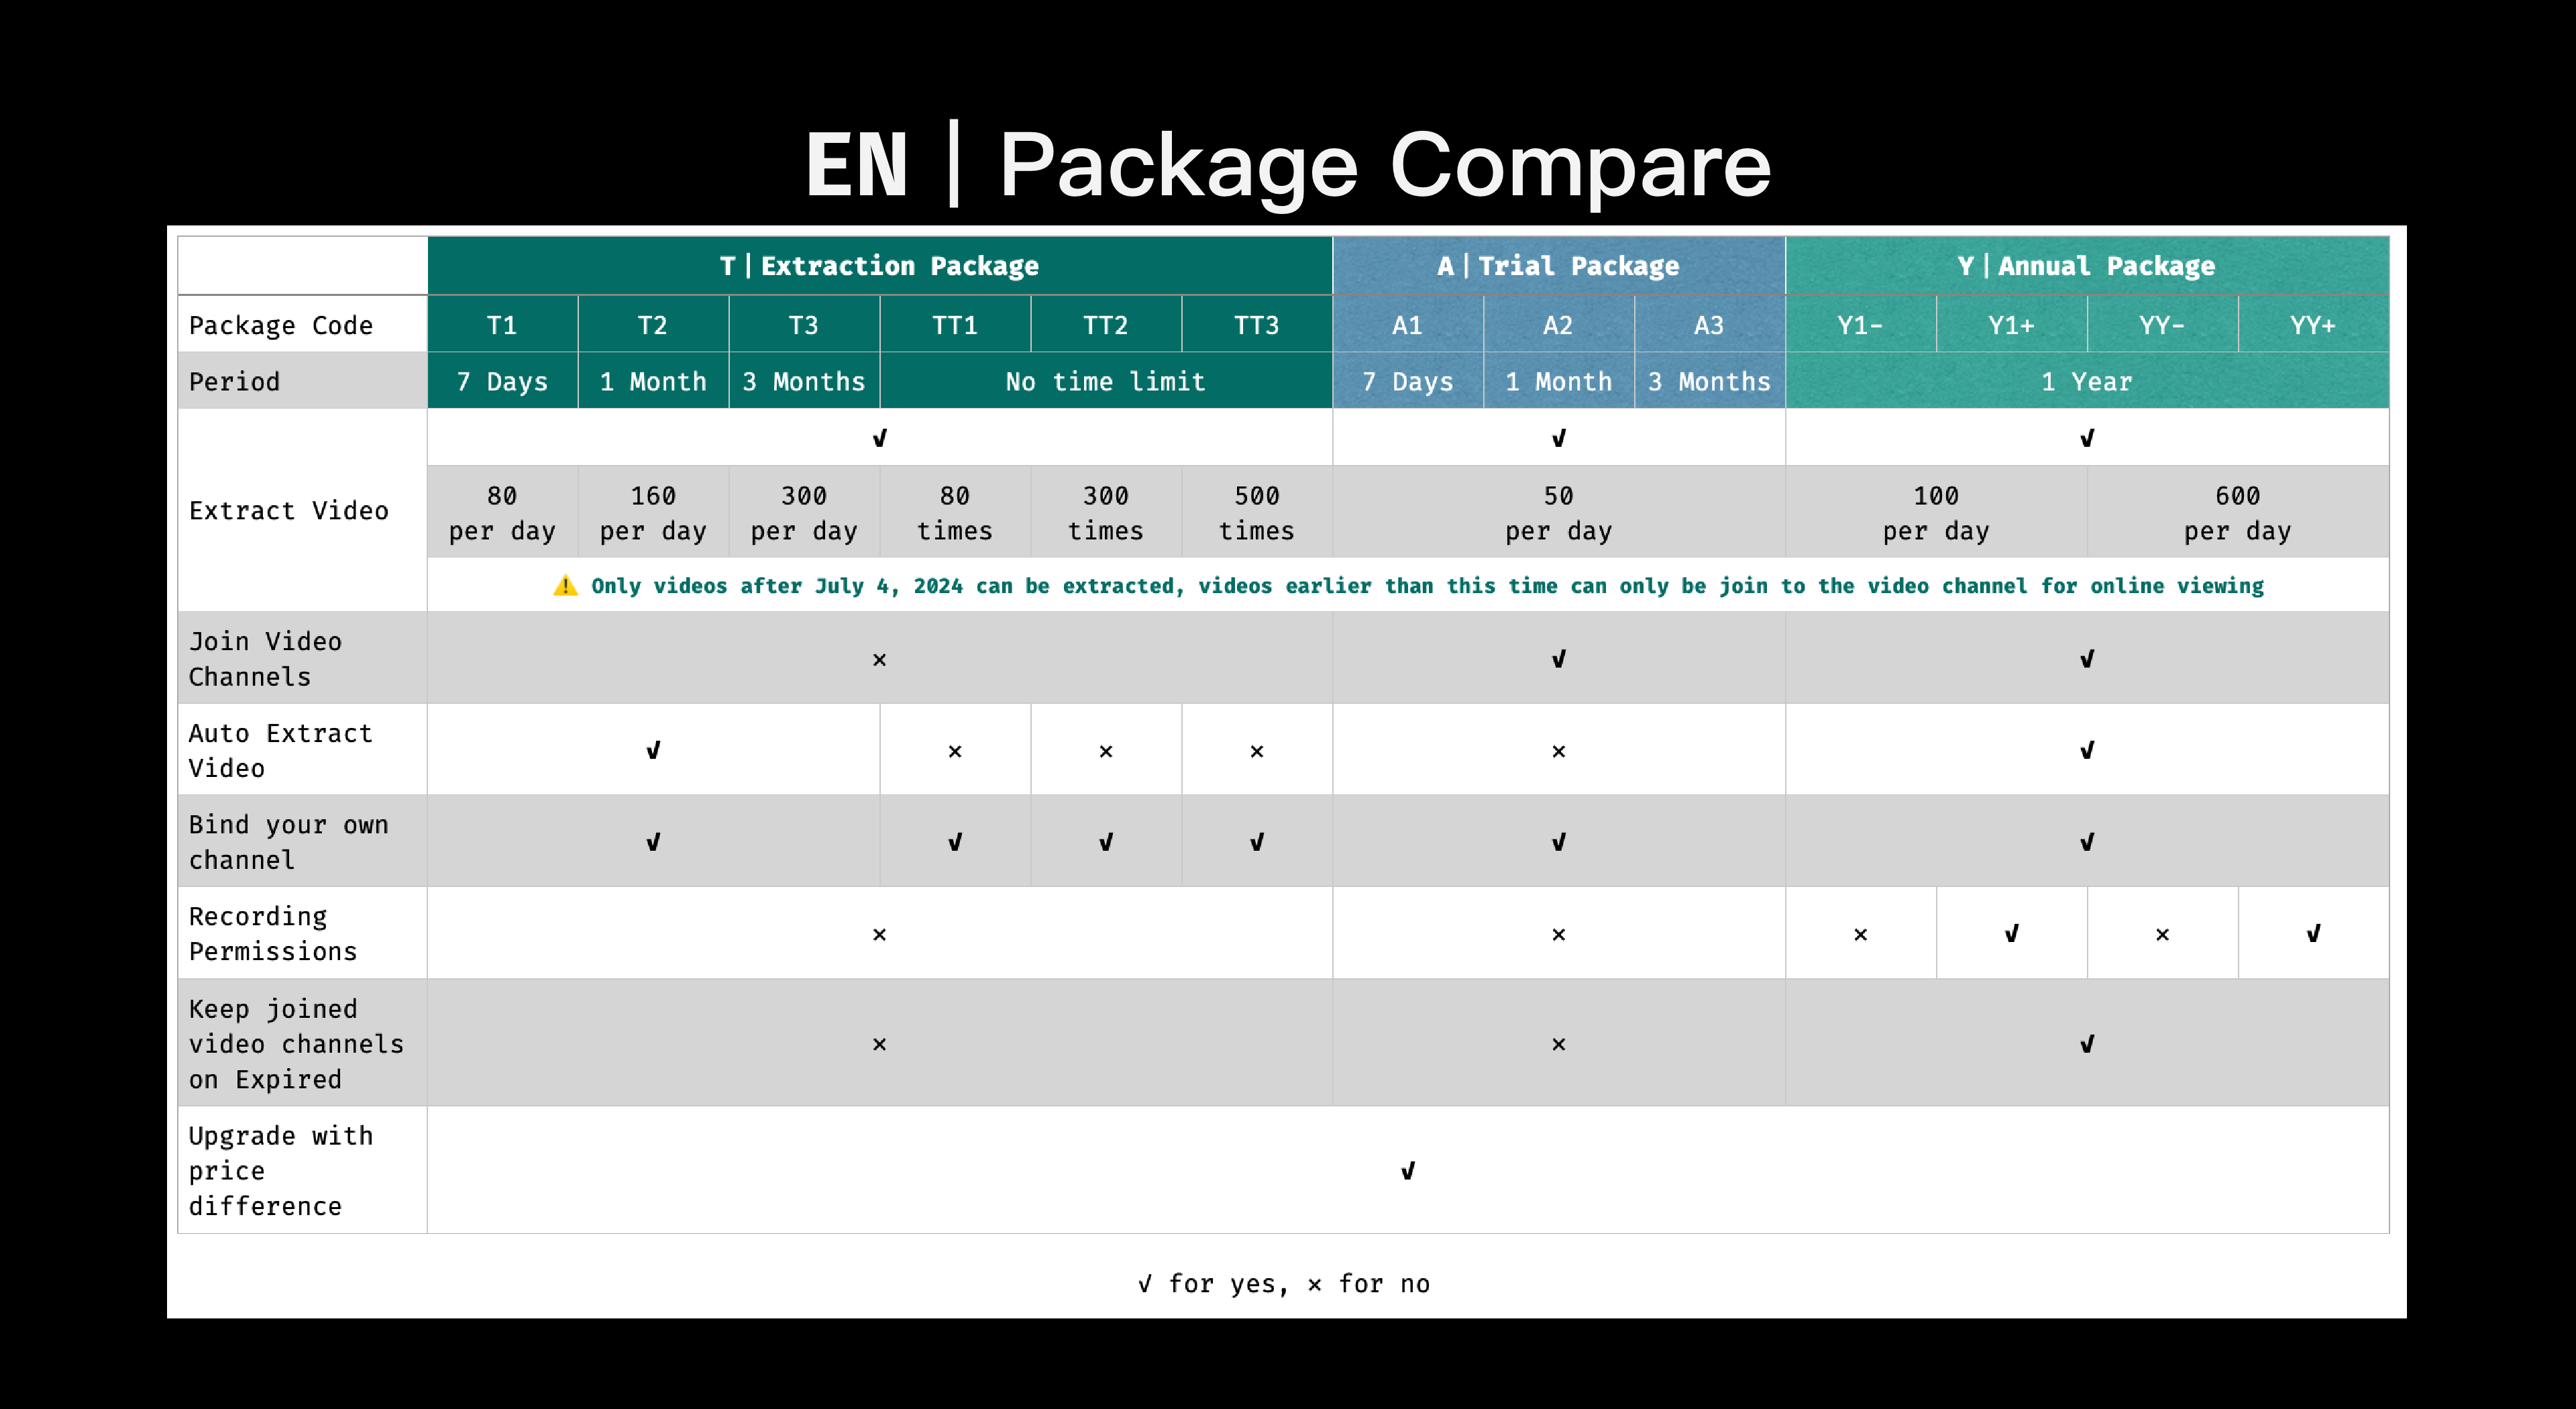 EN | Package Compare
T|Extraction Package A|Trial Package Y|Annual Package
Package Code T1 T2 T3 TT1 TT2 TT3 A1 A2 A3 Y1- Y1+ YY- YY+
Period 7 Days 1 Month 3 Months No time limit 7 Days 1 Month 3 Months 1 Year
√ √ √
Extract Video
80 160 300 80 300 500 50 100 600
per day per day per day times times times per day per day per day
⚠️ Only videos after July 4, 2024 can be extracted, videos earlier than this time can only be join to the video channel for online viewing
Join Video
Channels
× √ √
Auto Extract
Video
√ × × × × √
Bind your own
channel
√ √ √ √ √ √
Recording
Permissions
× × × √ × √
Keep joined
video channels
on Expired
× × √
Upgrade with
price
difference
√
√ for yes, × for no